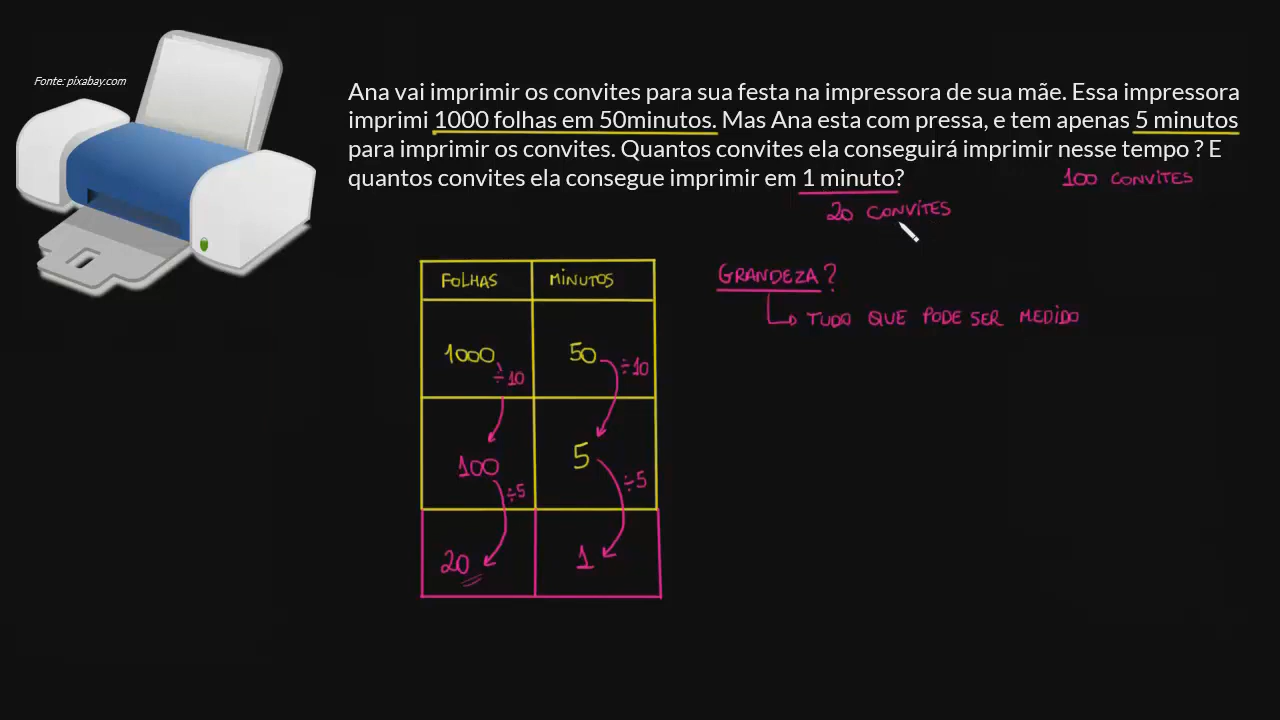 Fonte: pixabay.com
Ana vai imprimir os convites para sua festa na impressora de sua mãe. Essa impressora
imprimi 1000 folhas em 50minutos. Mas Ana esta com pressa, e tem apenas 5 minutos
para imprimir os convites. Quantos convites ela conseguirá imprimir nesse tempo ? E
quantos convites ela consegue imprimir em 1 minuto?
100 CONVITES
20 CONVITES
GRANDEZA?
TUDO QUE PODE SER MEDIDO
FOLHAS MINUTOS
1000 50
÷10 ÷10
100 5
÷5 ÷5
20 1